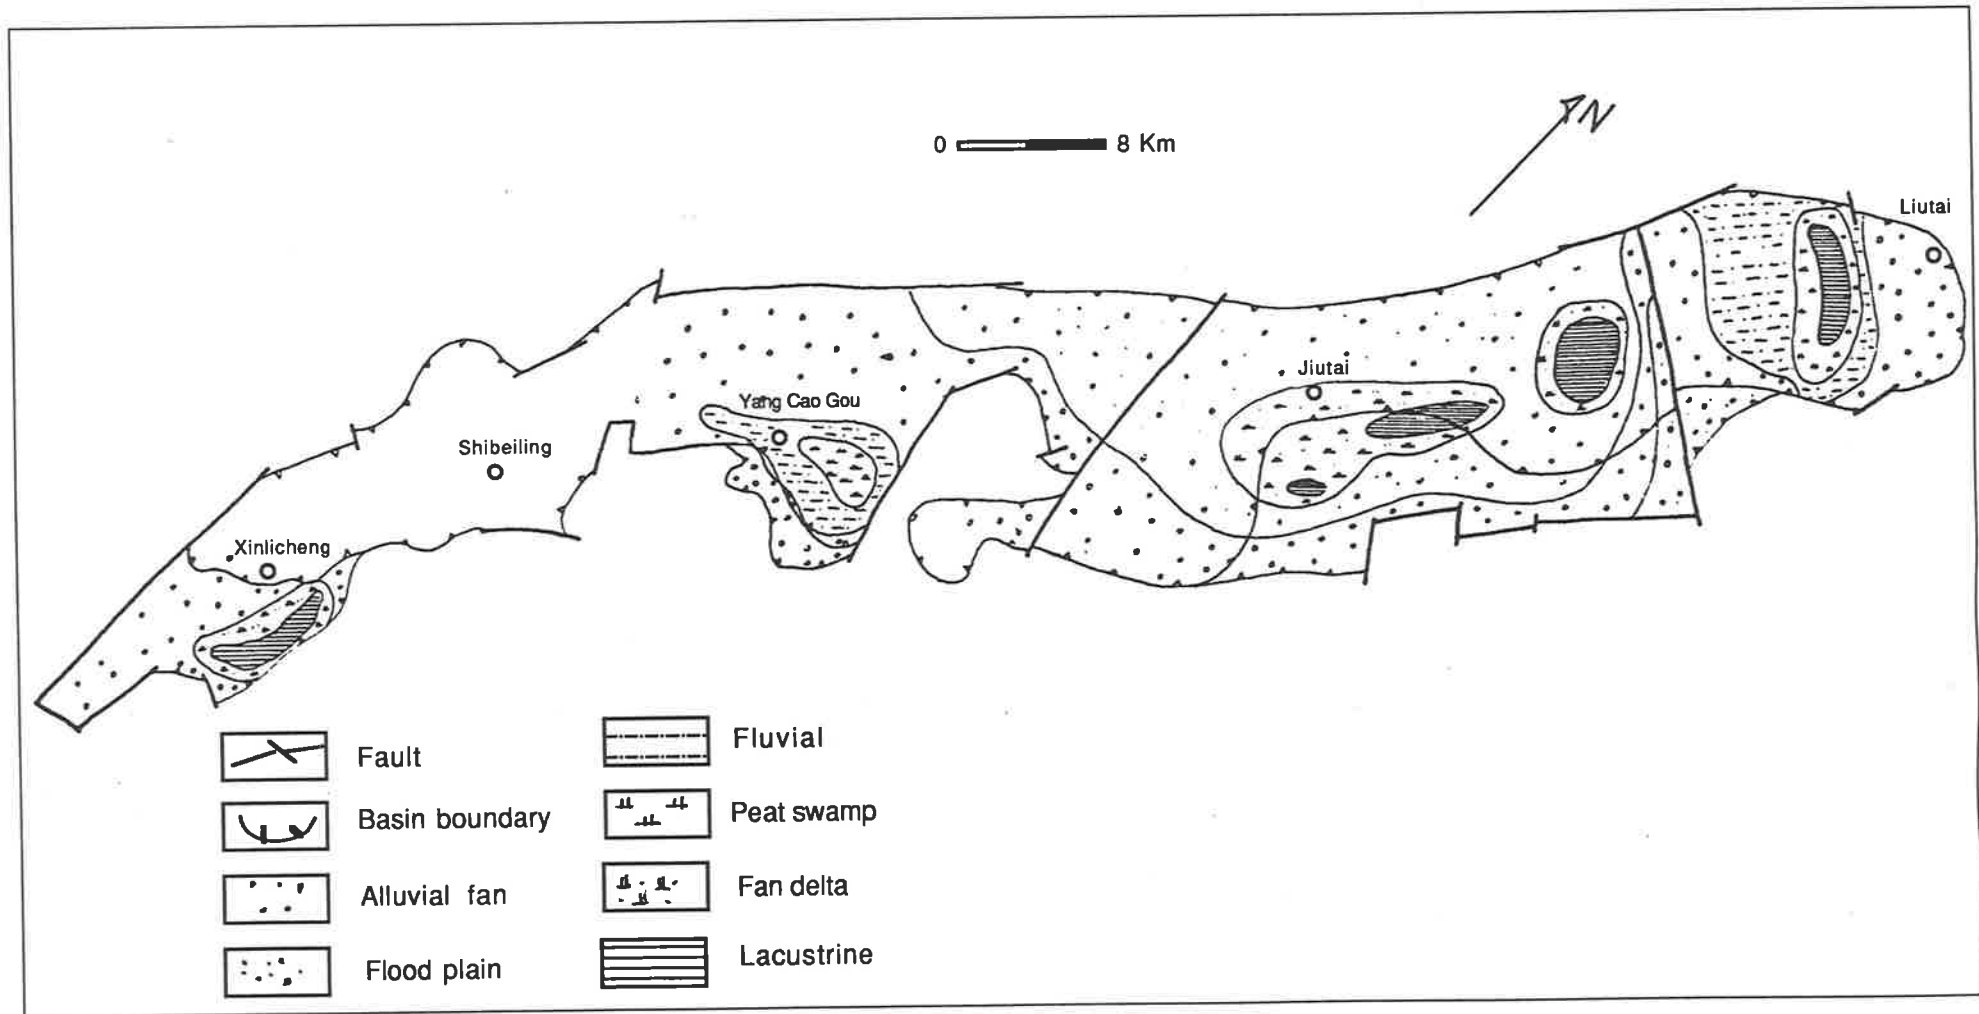 N
0 8 Km
Liutai
Jiutai
Yang Cao Gou
Shibeiling
Xinlicheng
Fault
Basin boundary
Alluvial fan
Flood plain
Fluvial
Peat swamp
Fan delta
Lacustrine